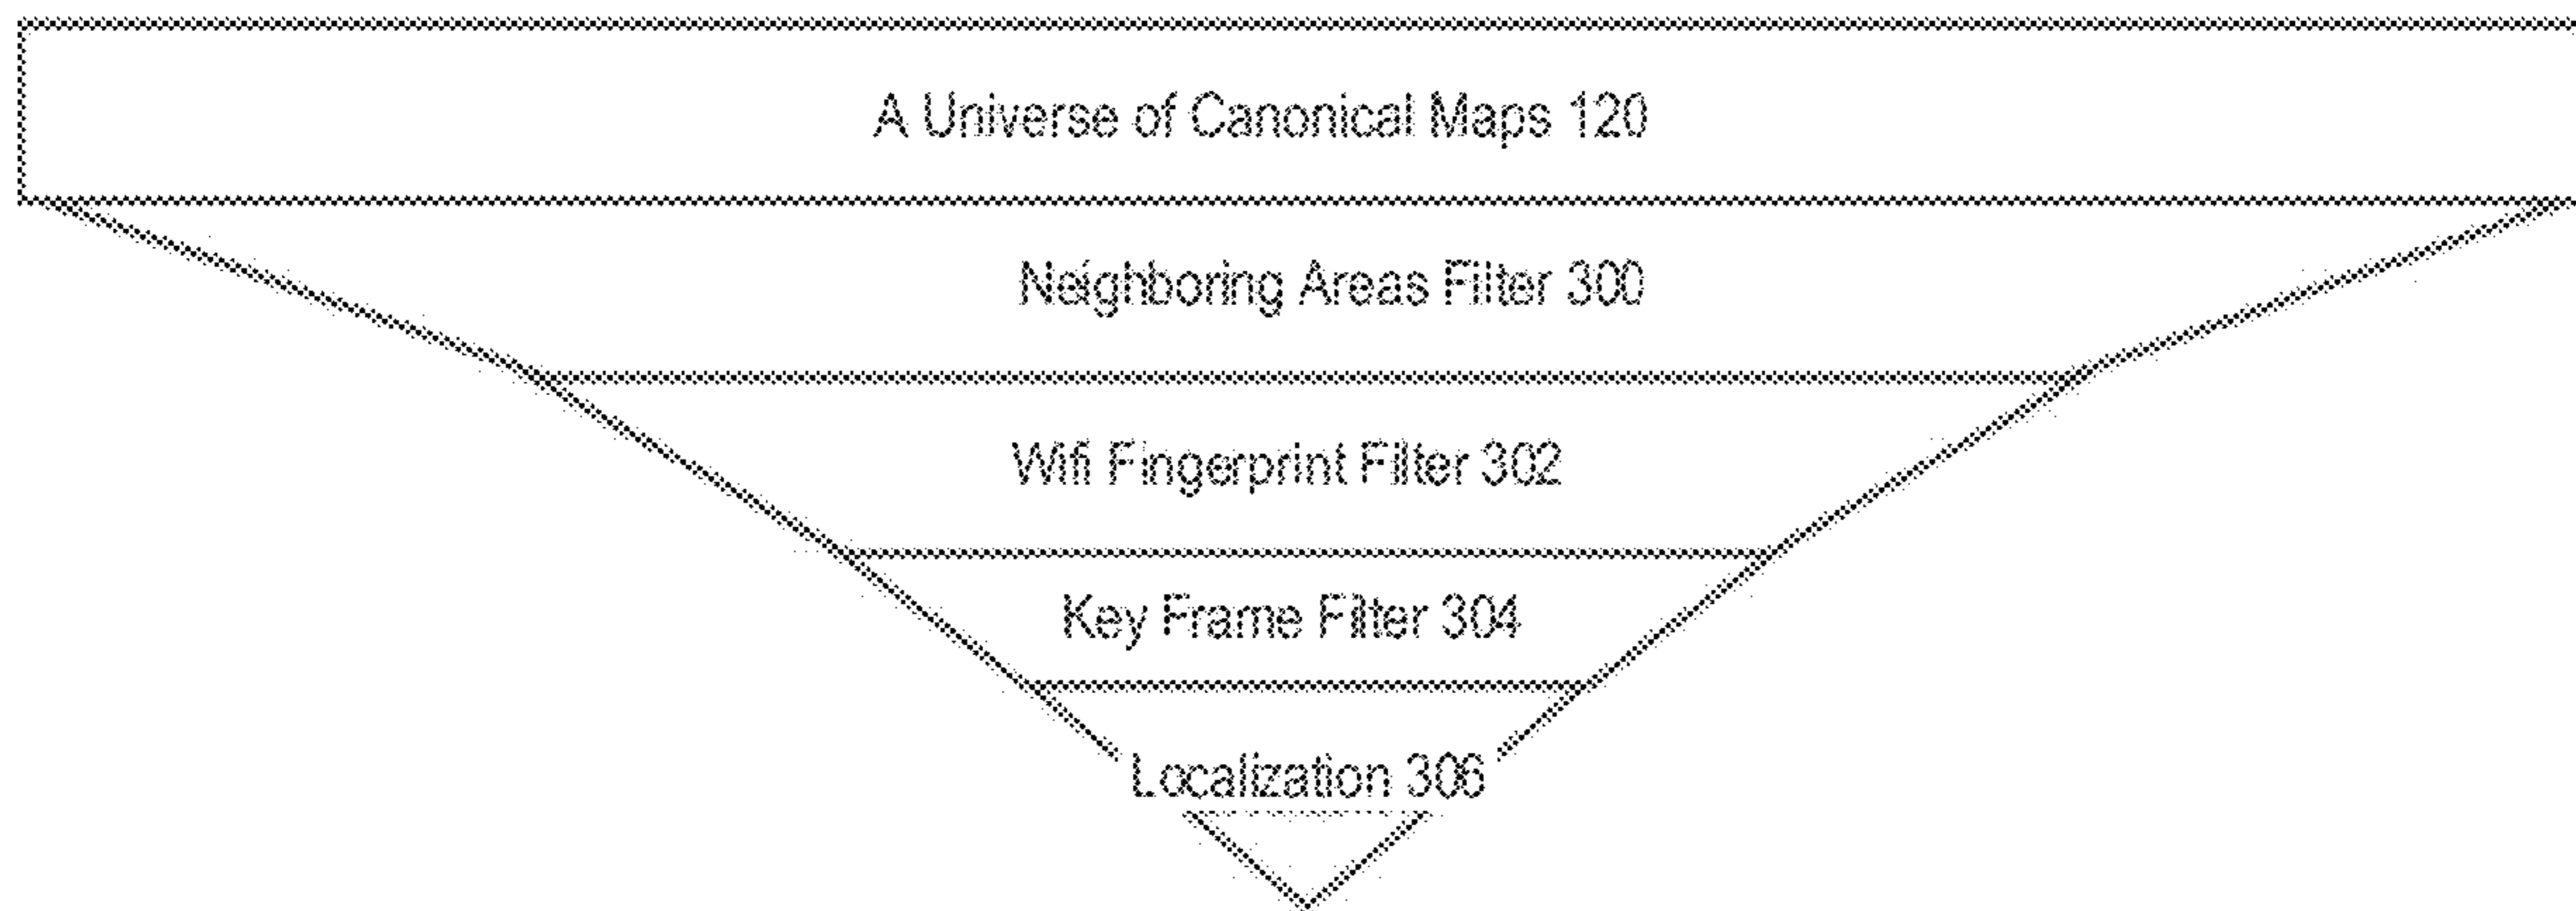 A Universe of Canonical Maps 120
Neighboring Areas Filter 300
Wifi Fingerprint Filter 302
Key Frame Filter 304
Localization 306